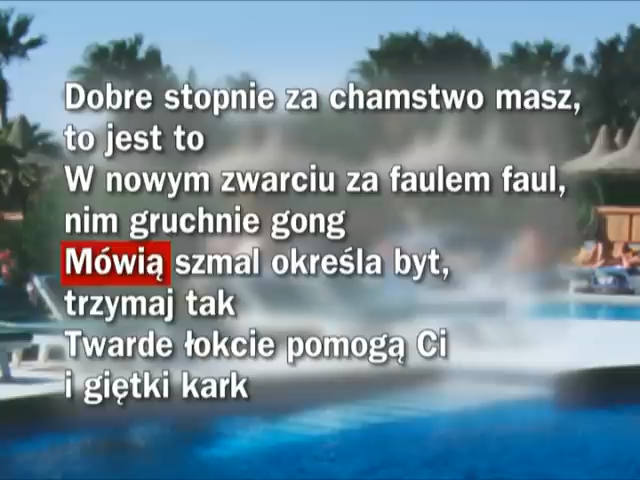 Dobre stopnie za chamstwo masz,
to jest to
W nowym zwarciu za faulem faul,
nim gruchnie gong
Mówią szmal określa byt,
trzymaj tak
Twarde łokcie pomogą Ci
i giętki kark